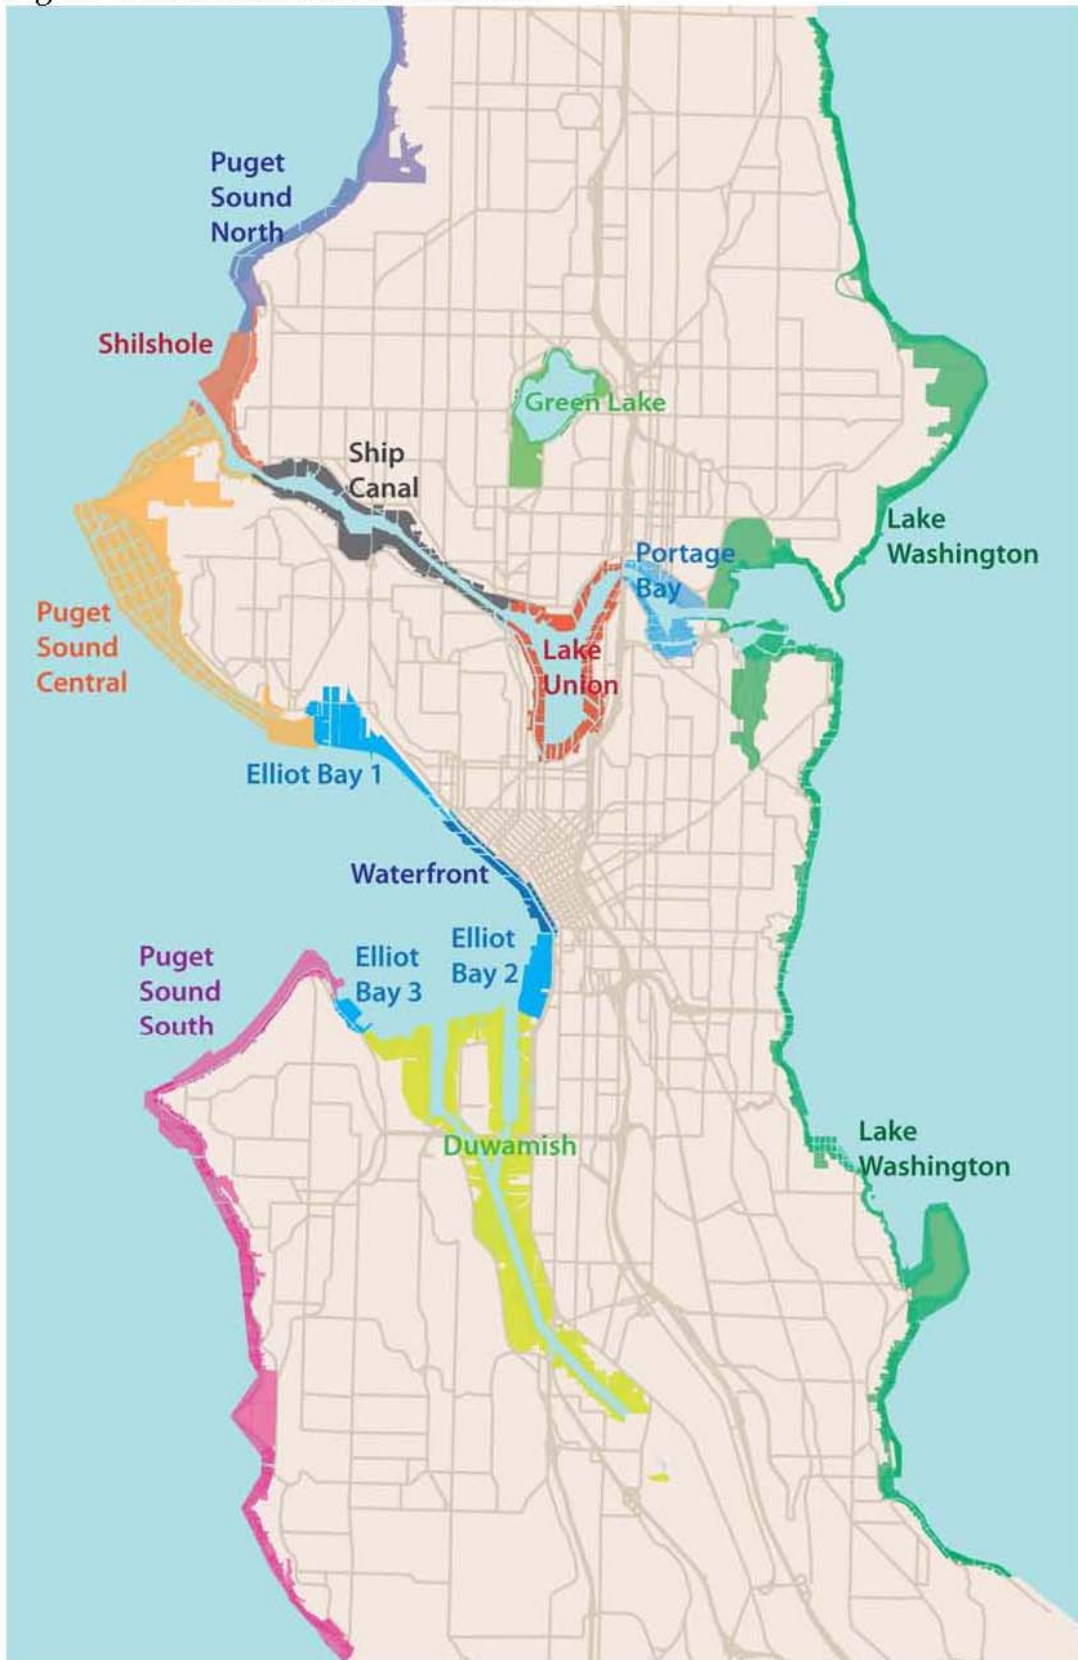 Puget
Sound
North
Shilshole
Green Lake
Ship
Canal
Lake
Washington
Portage
Bay
Puget
Sound
Central
Lake
Union
Elliot Bay 1
Waterfront
Elliot
Bay 2
Elliot
Bay 3
Puget
Sound
South
Duwamish
Lake
Washington